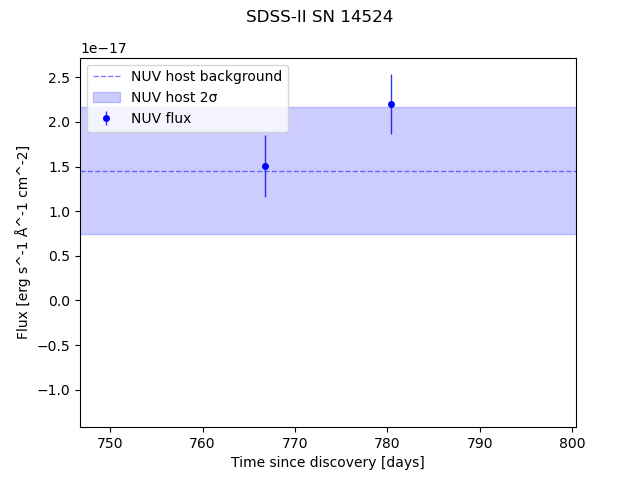 SDSS-II SN 14524
1e−17
NUV host background
NUV host 2σ
NUV flux
2.5
2.0
1.5
1.0
0.5
0.0
−0.5
−1.0
Flux [erg s^-1 Å^-1 cm^-2]
750 760 770 780 790 800
Time since discovery [days]